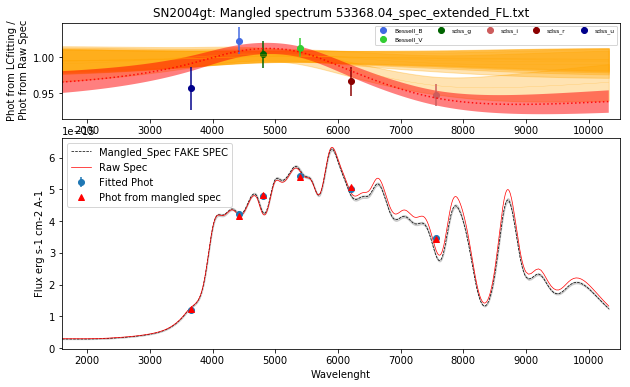 SN2004gt: Mangled spectrum 53368.04_spec_extended_FL.txt
Phot from LCfitting /
Phot from Raw Spec
1.00
0.95
Bessell_B
Bessell_V
sdss_g
sdss_i
sdss_r
sdss_u
2000 3000 4000 5000 6000 7000 8000 9000 10000
Flux erg s-1 cm-2 A-1
6
5
4
3
2
1
0
Mangled_Spec FAKE SPEC
Raw Spec
Fitted Phot
Phot from mangled spec
2000 3000 4000 5000 6000 7000 8000 9000 10000
Wavelenght